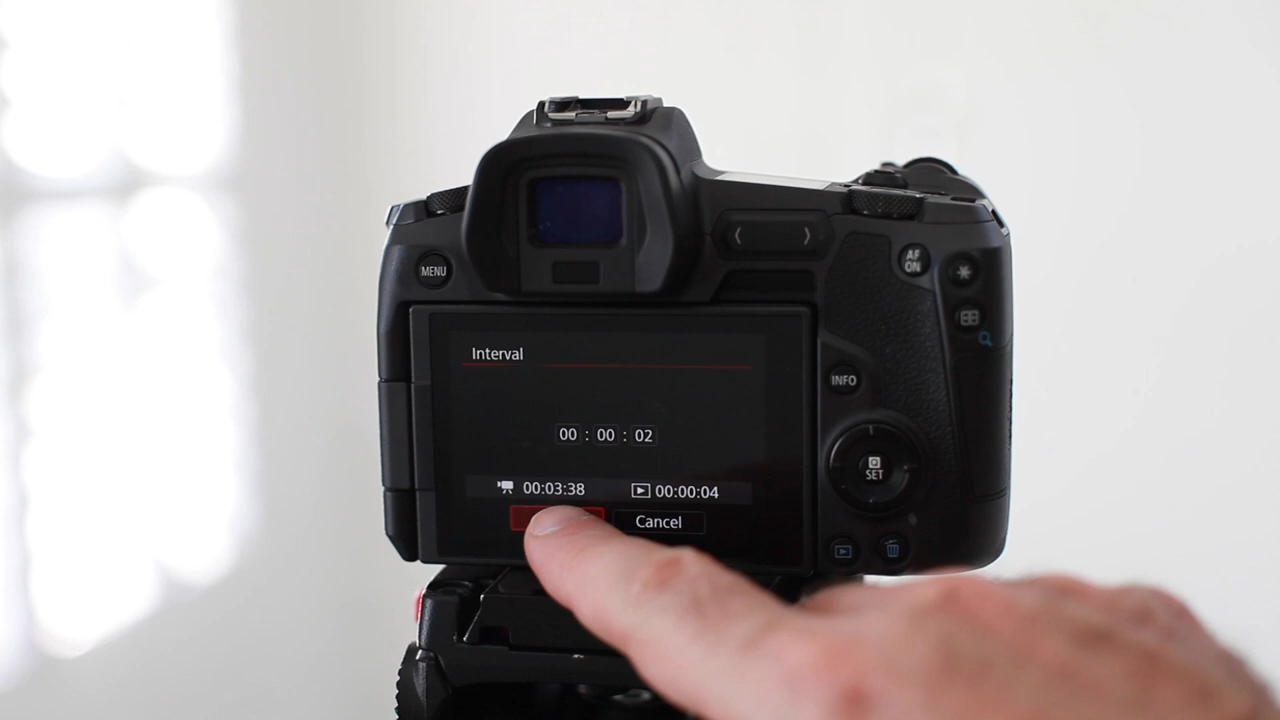 MENU
AF
ON
Interval
INFO
00 : 00 : 02
SET
00:03:38 00:00:04
Cancel